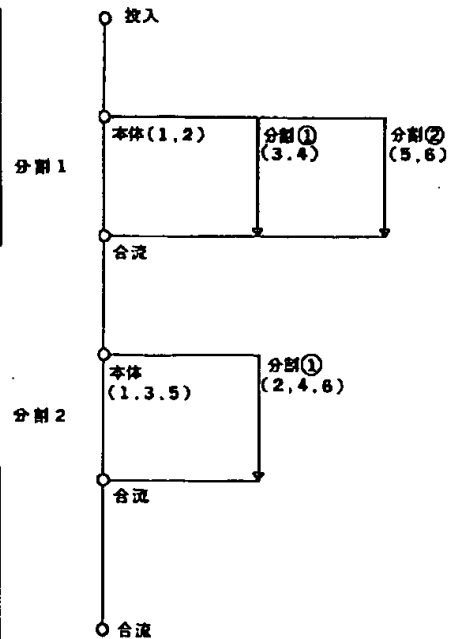 投入
本体(1,2)
分割①
(3.4)
分割②
(5,6)
分割1
合流
本体
(1.3.5)
分割①
(2,4.6)
分割2
合流
合流